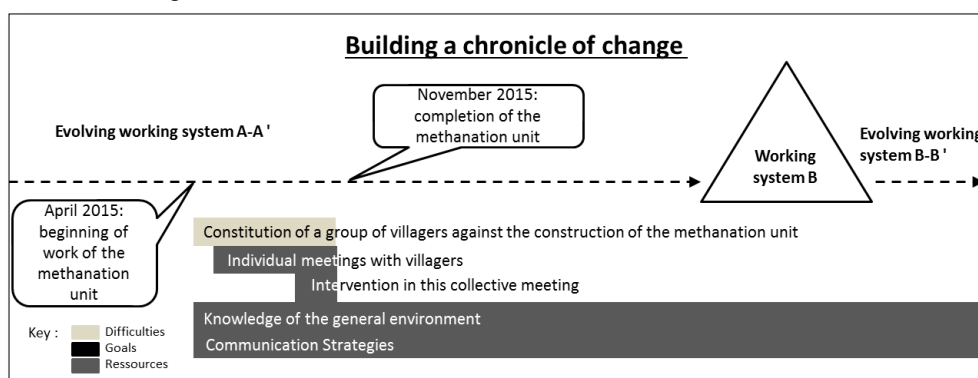 Building a chronicle of change
November 2015:
completion of the
methanation unit
Evolving working system A-A '
Evolving working
system B-B '
Working
system B
April 2015:
beginning of
work of the
methanation
unit
Constitution of a group of villagers against the construction of the methanation unit
Individual meetings with villagers
Intervention in this collective meeting
Knowledge of the general environment
Communication Strategies
Key :
Difficulties
Goals
Ressources